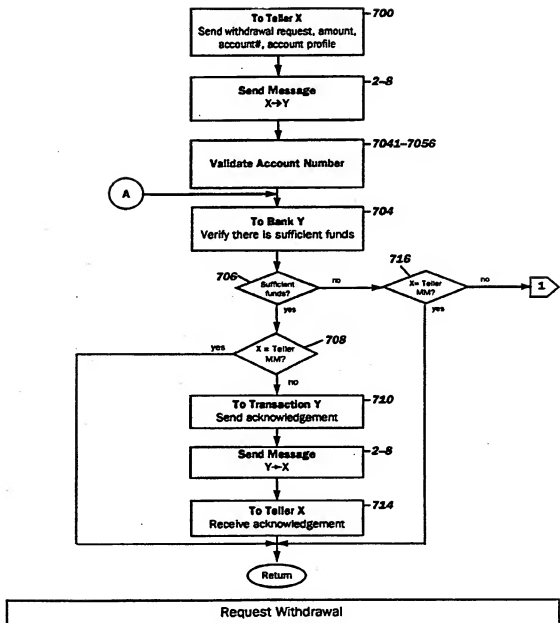 To Teller X
Send withdrawal request, amount,
account#, account profile
700
Send Message
X→Y
2-8
Validate Account Number
7041-7056
A
To Bank Y
Verify there is sufficient funds
704
706
Sufficient
funds?
no
716
X= Teller
MM?
no
1
yes
yes
yes
X = Teller
MM?
708
no
To Transaction Y
Send acknowledgement
710
Send Message
Y←X
2-8
To Teller X
Receive acknowledgement
714
Return
Request Withdrawal